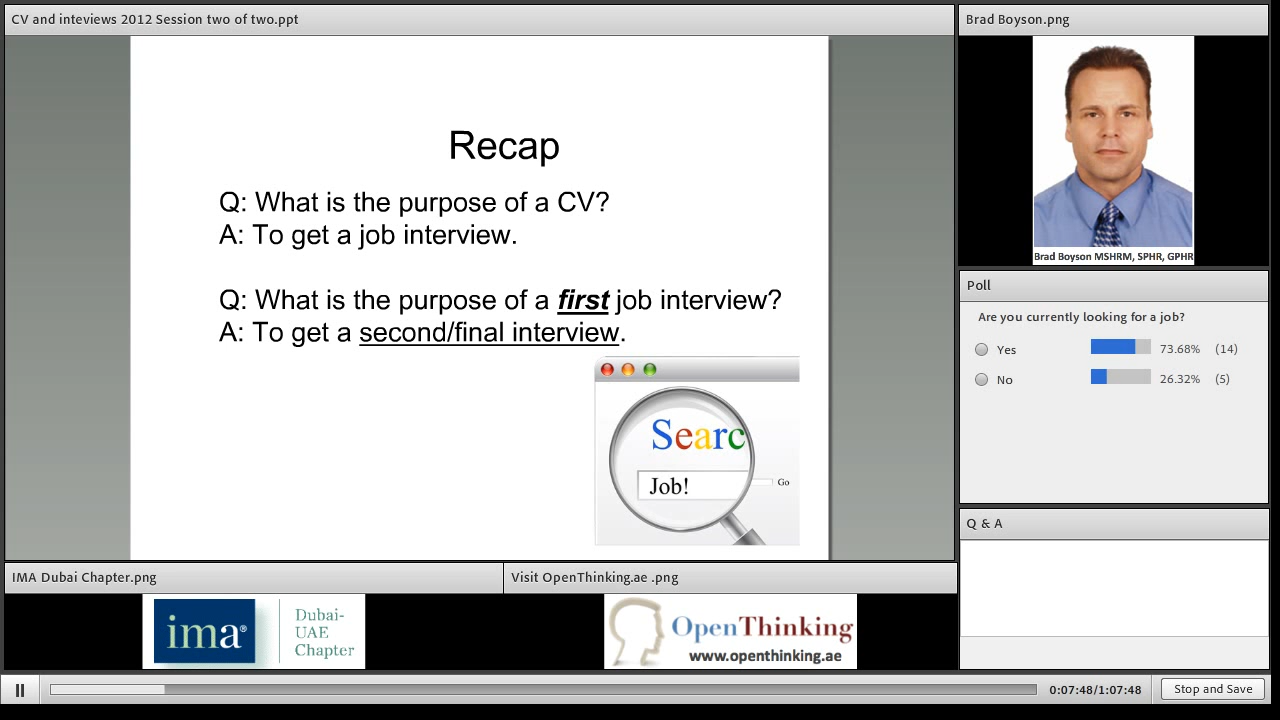 CV and inteviews 2012 Session two of two.ppt
Recap
Q: What is the purpose of a CV?
A: To get a job interview.
Q: What is the purpose of a first job interview?
A: To get a second/final interview.
Searc
Job!
Go
Brad Boyson.png
Brad Boyson MSHRM, SPHR, GPHR
Poll
Are you currently looking for a job?
Yes 73.68% (14)
No 26.32% (5)
Q & A
IMA Dubai Chapter.png
ima®
Dubai-
UAE
Chapter
Visit OpenThinking.ae .png
OpenThinking
www.openthinking.ae
0:07:48/1:07:48
Stop and Save